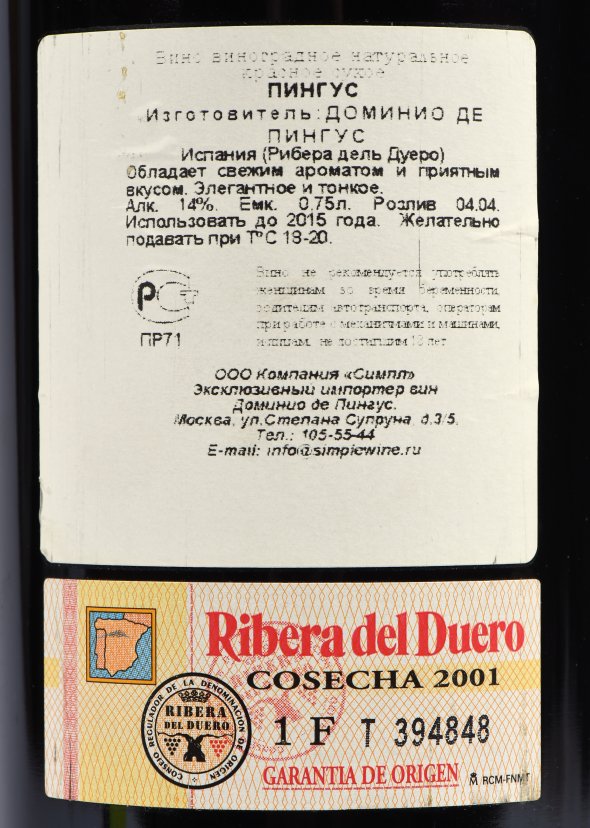 Вино виноградное натуральное
красное сухое
ПИНГУС
Изготовитель: ДОМИНИО ДЕ
ПИНГУС
Испания (Рибера дель Дуеро)
Обладает свежим ароматом и приятным
вкусом. Элегантное и тонкое.
Алк. 14%. Емк. 0,75л. Розлив 04.04.
Использовать до 2015 года. Желательно
подавать при Т°С 18-20.
Вино не рекомендуется употреблять
женщинам во время беременности,
водителям автотранспорта, операторам
при работе с механизмами и машинами,
лицам, не достигшим 18 лет
РС
ПР71
ООО Компания «Симпл»
Эксклюзивный импортер вин
Доминио де Пингус.
Москва, ул.Степана Супруна, д.3/5,
Тел.: 105-55-44
E-mail: info@simplewine.ru
Ribera del Duero
COSECHA 2001
1 F T 394848
GARANTIA DE ORIGEN
RCM-FNMT
CONSEJO REGULADOR DE LA DENOMINACION DE ORIGEN
RIBERA
DEL DUERO